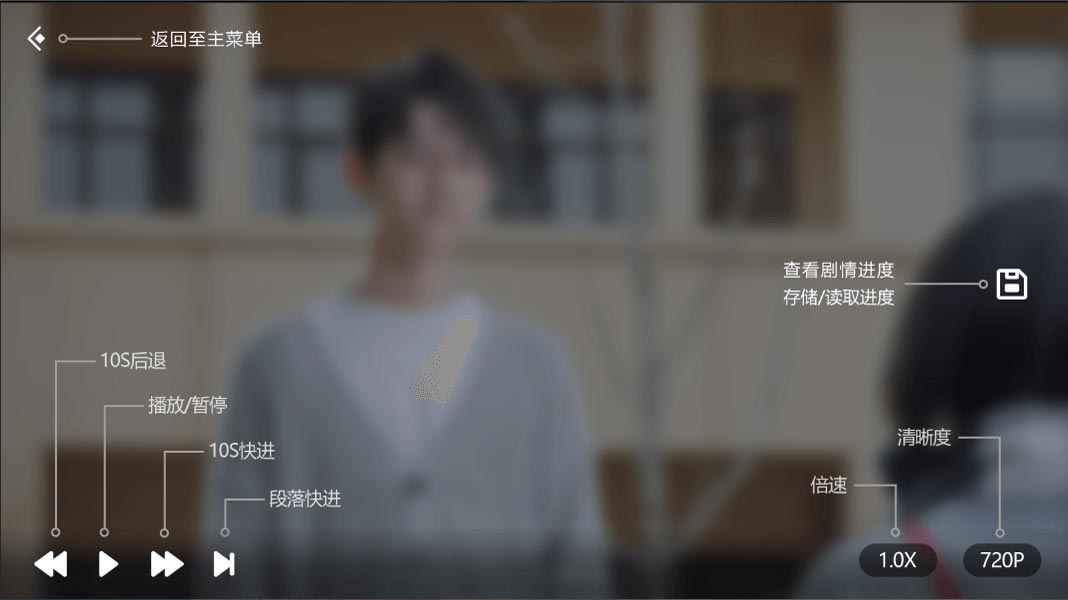 返回至主菜单
查看剧情进度
存储/读取进度
10S后退
播放/暂停
10S快进
段落快进
清晰度
倍速
1.0X
720P